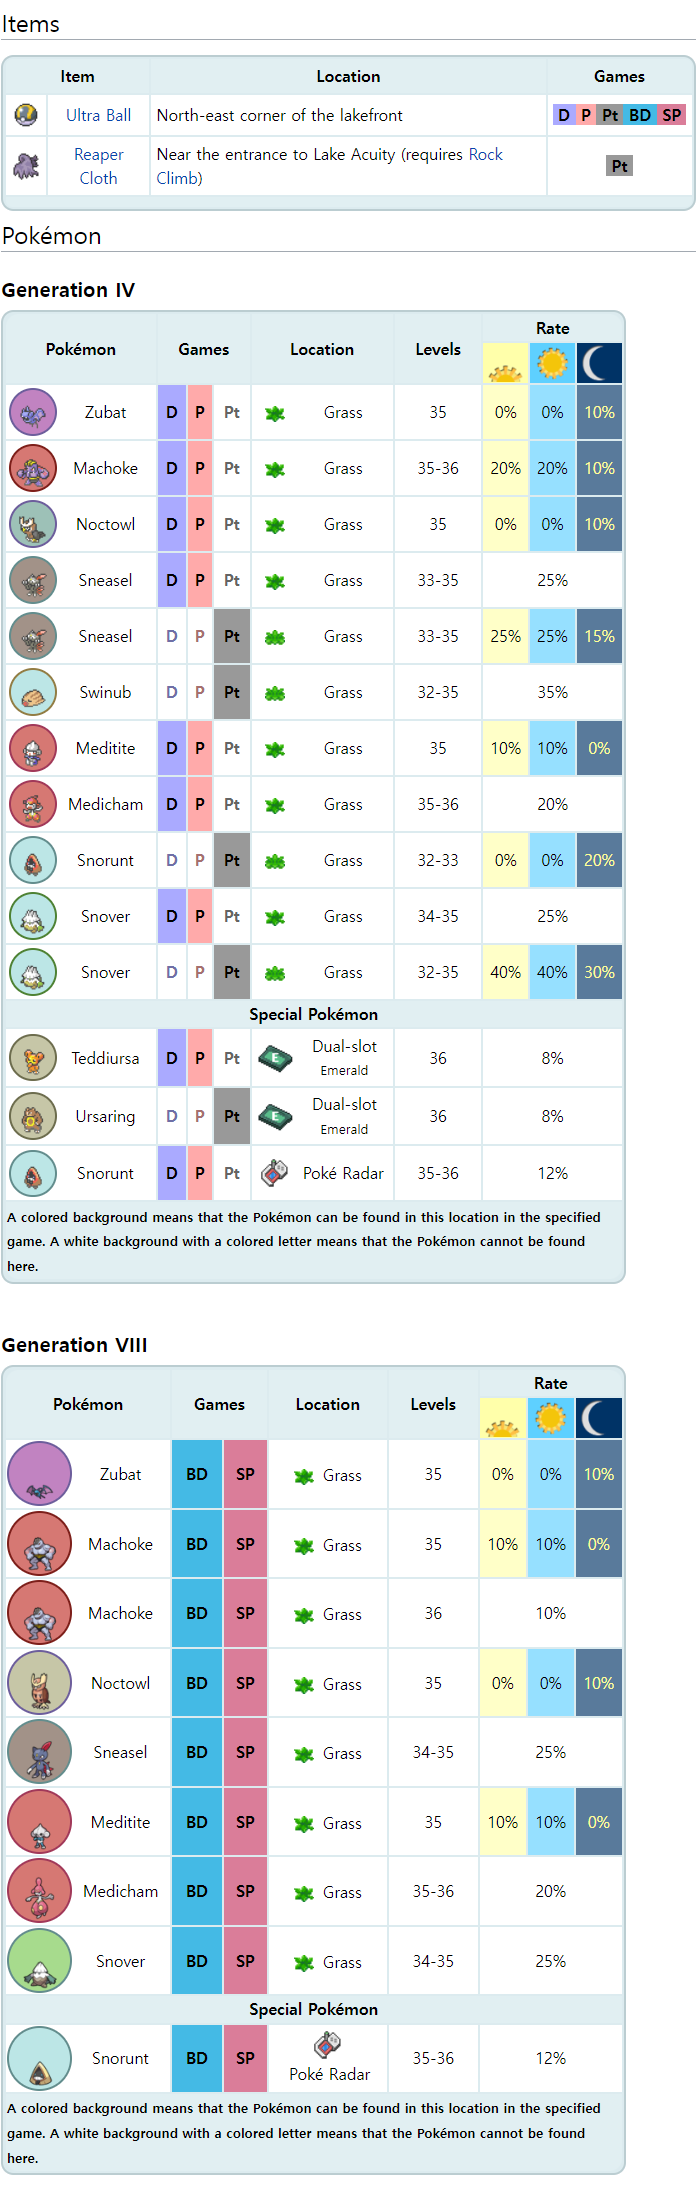 Items
Item Location Games
Ultra Ball North-east corner of the lakefront D P Pt BD SP
Reaper Cloth Near the entrance to Lake Acuity (requires Rock Climb) Pt
Pokémon
Generation IV
Pokémon Games Location Levels Rate
Zubat D P Pt Grass 35 0% 0% 10%
Machoke D P Pt Grass 35-36 20% 20% 10%
Noctowl D P Pt Grass 35 0% 0% 10%
Sneasel D P Pt Grass 33-35 25%
Sneasel D P Pt Grass 33-35 25% 25% 15%
Swinub D P Pt Grass 32-35 35%
Meditite D P Pt Grass 35 10% 10% 0%
Medicham D P Pt Grass 35-36 20%
Snorunt D P Pt Grass 32-33 0% 0% 20%
Snover D P Pt Grass 34-35 25%
Snover D P Pt Grass 32-35 40% 40% 30%
Special Pokémon
Teddiursa D P Pt E Dual-slot Emerald 36 8%
Ursaring D P Pt E Dual-slot Emerald 36 8%
Snorunt D P Pt Poké Radar 35-36 12%
A colored background means that the Pokémon can be found in this location in the specified
game. A white background with a colored letter means that the Pokémon cannot be found
here.
Generation VIII
Pokémon Games Location Levels Rate
Zubat BD SP Grass 35 0% 0% 10%
Machoke BD SP Grass 35 10% 10% 0%
Machoke BD SP Grass 36 10%
Noctowl BD SP Grass 35 0% 0% 10%
Sneasel BD SP Grass 34-35 25%
Meditite BD SP Grass 35 10% 10% 0%
Medicham BD SP Grass 35-36 20%
Snover BD SP Grass 34-35 25%
Special Pokémon
Snorunt BD SP Poké Radar 35-36 12%
A colored background means that the Pokémon can be found in this location in the specified
game. A white background with a colored letter means that the Pokémon cannot be found
here.